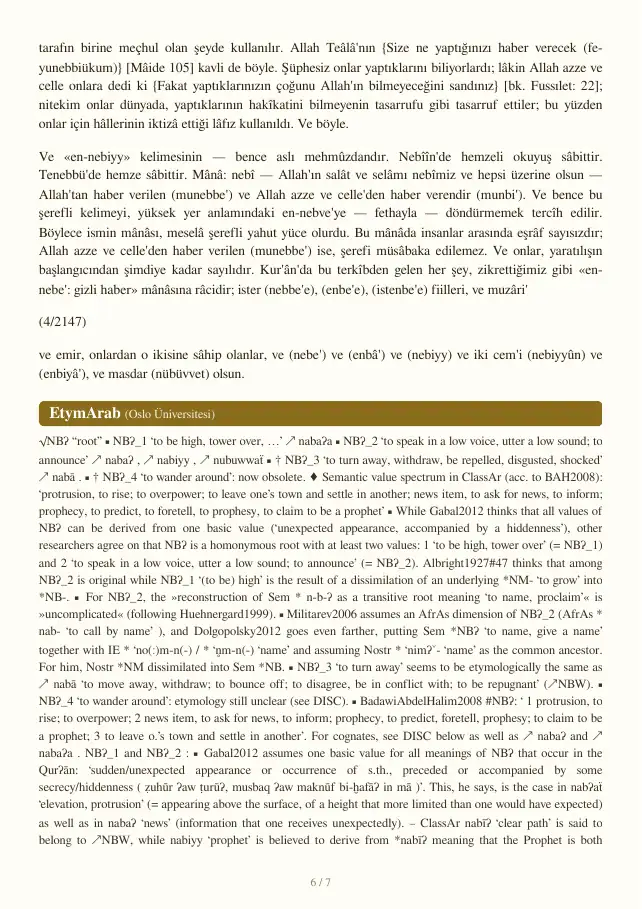 tarafın birine meçhul olan şeyde kullanılır. Allah Teâlâ'nın {Size ne yaptığınızı haber verecek (fe-
yunebbiüküm)} [Mâide 105] kavli de böyle. Şüphesiz onlar yaptıklarını biliyorlardı; lâkin Allah azze ve
celle onlara dedi ki {Fakat yaptıklarınızın çoğunu Allah'ın bilmeyeceğini sandınız} [bk. Fussılet: 22];
nitekim onlar dünyada, yaptıklarının hakîkatini bilmeyenin tasarrufu gibi tasarruf ettiler; bu yüzden
onlar için hâllerinin iktizâ ettiği lâfız kullanıldı. Ve böyle.
Ve «en-nebiyy» kelimesinin — bence aslı mehmûzdandır. Nebîîn'de hemzeli okuyuş sâbittir.
Tenebbü'de hemze sâbittir. Mânâ: nebî — Allah'ın salât ve selâmı nebîmiz ve hepsi üzerine olsun —
Allah'tan haber verilen (munebbe') ve Allah azze ve celle'den haber verendir (munbi'). Ve bence bu
şerefli kelimeyi, yüksek yer anlamındaki en-nebve'ye — fethayla — döndürmemek tercîh edilir.
Böylece ismin mânâsı, meselâ şerefli yahut yüce olurdu. Bu mânâda insanlar arasında eşrâf sayısızdır;
Allah azze ve celle'den haber verilen (munebbe') ise, şerefi müsâbaka edilemez. Ve onlar, yaratılışın
başlangıcından şimdiye kadar sayılıdır. Kur'ân'da bu terkîbden gelen her şey, zikrettiğimiz gibi «en-
nebe': gizli haber» mânâsına râcidir; ister (nebbe'e), (enbe'e), (istenbe'e) fiilleri, ve muzâri'
(4/2147)
ve emir, onlardan o ikisine sâhip olanlar, ve (nebe') ve (enbâ') ve (nebiyy) ve iki cem'i (nebiyyûn) ve
(enbiyâ'), ve masdar (nübüvvet) olsun.
EtymArab (Oslo Üniversitesi)
√NBʔ “root” ▪ NBʔ_1 ‘to be high, tower over, …’ ↗ nabaʔa ▪ NBʔ_2 ‘to speak in a low voice, utter a low sound; to
announce’ ↗ nabaʔ , ↗ nabiyy , ↗ nubuwwaẗ ▪ † NBʔ_3 ‘to turn away, withdraw, be repelled, disgusted, shocked’
↗ nabā . ▪ † NBʔ_4 ‘to wander around’: now obsolete. ♦ Semantic value spectrum in ClassAr (acc. to BAH2008):
‘protrusion, to rise; to overpower; to leave one’s town and settle in another; news item, to ask for news, to inform;
prophecy, to predict, to foretell, to prophesy, to claim to be a prophet’ ▪ While Gabal2012 thinks that all values of
NBʔ can be derived from one basic value (‘unexpected appearance, accompanied by a hiddenness’), other
researchers agree on that NBʔ is a homonymous root with at least two values: 1 ‘to be high, tower over’ (= NBʔ_1)
and 2 ‘to speak in a low voice, utter a low sound; to announce’ (= NBʔ_2). Albright1927#47 thinks that among
NBʔ_2 is original while NBʔ_1 ‘(to be) high’ is the result of a dissimilation of an underlying *NM- ‘to grow’ into
*NB-. ▪ For NBʔ_2, the »reconstruction of Sem * n-b-ʔ as a transitive root meaning ‘to name, proclaim’« is
»uncomplicated« (following Huehnergard1999). ▪ Militarev2006 assumes an AfrAs dimension of NBʔ_2 (AfrAs *
nab- ‘to call by name’ ), and Dolgopolsky2012 goes even farther, putting Sem *NBʔ ‘to name, give a name’
together with IE * ‘no(:)m-n(-) / * ‘n̥m-n(-) ‘name’ and assuming Nostr * ‘nimʔˇ- ‘name’ as the common ancestor.
For him, Nostr *NM dissimilated into Sem *NB. ▪ NBʔ_3 ‘to turn away’ seems to be etymologically the same as
↗ nabā ‘to move away, withdraw; to bounce off; to disagree, be in conflict with; to be repugnant’ (↗NBW). ▪
NBʔ_4 ‘to wander around’: etymology still unclear (see DISC). ▪ BadawiAbdelHalim2008 #NBʔ: ‘ 1 protrusion, to
rise; to overpower; 2 news item, to ask for news, to inform; prophecy, to predict, foretell, prophesy; to claim to be
a prophet; 3 to leave o.’s town and settle in another’. For cognates, see DISC below as well as ↗ nabaʔ and ↗
nabaʔa . NBʔ_1 and NBʔ_2 : ▪ Gabal2012 assumes one basic value for all meanings of NBʔ that occur in the
Qurʔān: ‘sudden/unexpected appearance or occurrence of s.th., preceded or accompanied by some
secrecy/hiddenness ( ẓuhūr ʔaw ṭurūʔ, musbaq ʔaw maknūf bi-ḫafāʔ in mā )’. This, he says, is the case in nabʔaẗ
‘elevation, protrusion’ (= appearing above the surface, of a height that more limited than one would have expected)
as well as in nabaʔ ‘news’ (information that one receives unexpectedly). – ClassAr nabīʔ ‘clear path’ is said to
belong to ↗NBW, while nabiyy ‘prophet’ is believed to derive from *nabīʔ meaning that the Prophet is both
6 / 7